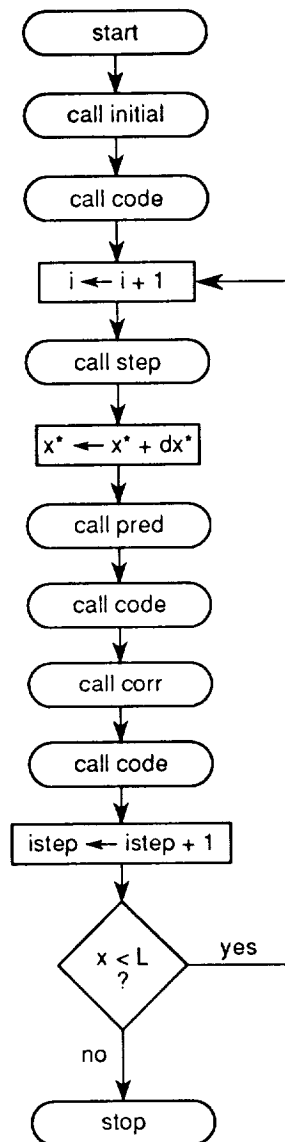 start
call initial
call code
i ← i + 1
call step
x* ← x* + dx*
call pred
call code
call corr
call code
istep ← istep + 1
x < L
?
yes
no
stop